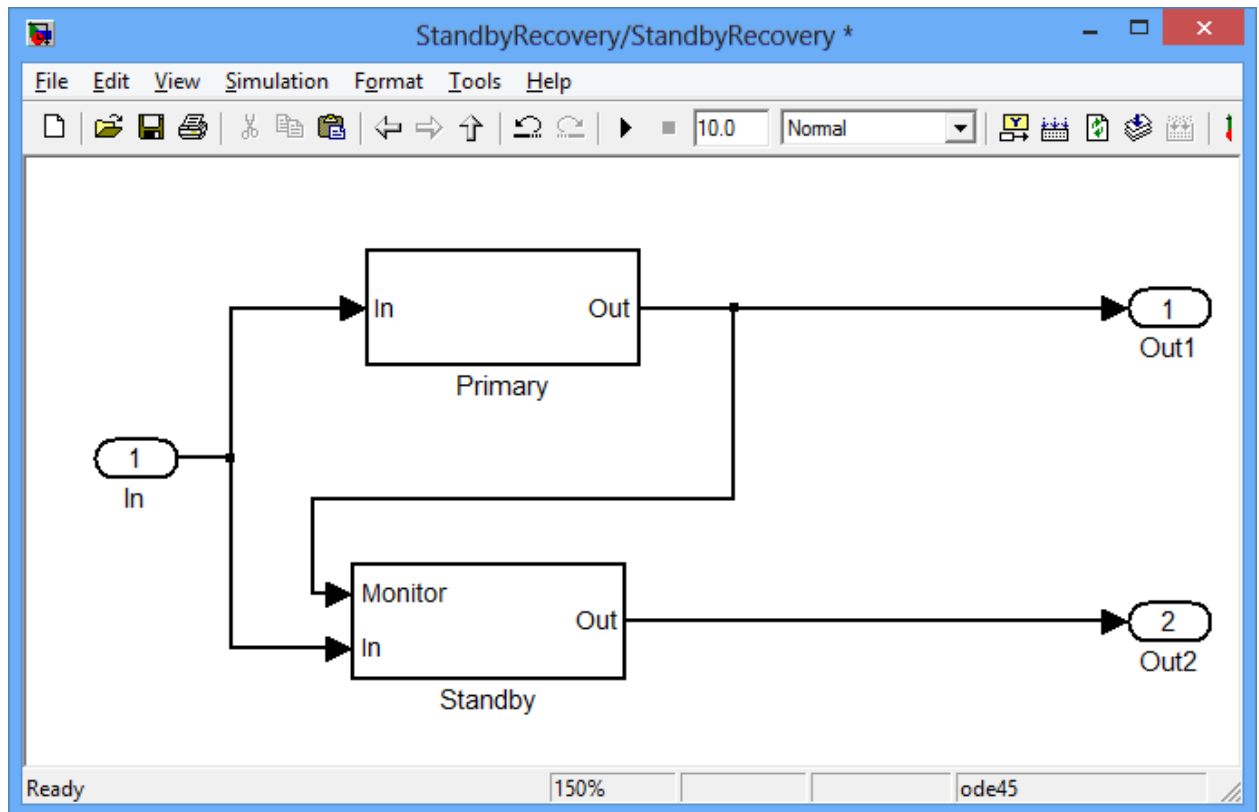 StandbyRecovery/StandbyRecovery *
File Edit View Simulation Format Tools Help
10.0 Normal
In Out
1
Primary
Out1
1
In
Monitor
Out
In
2
Standby
Out2
Ready 150% ode45